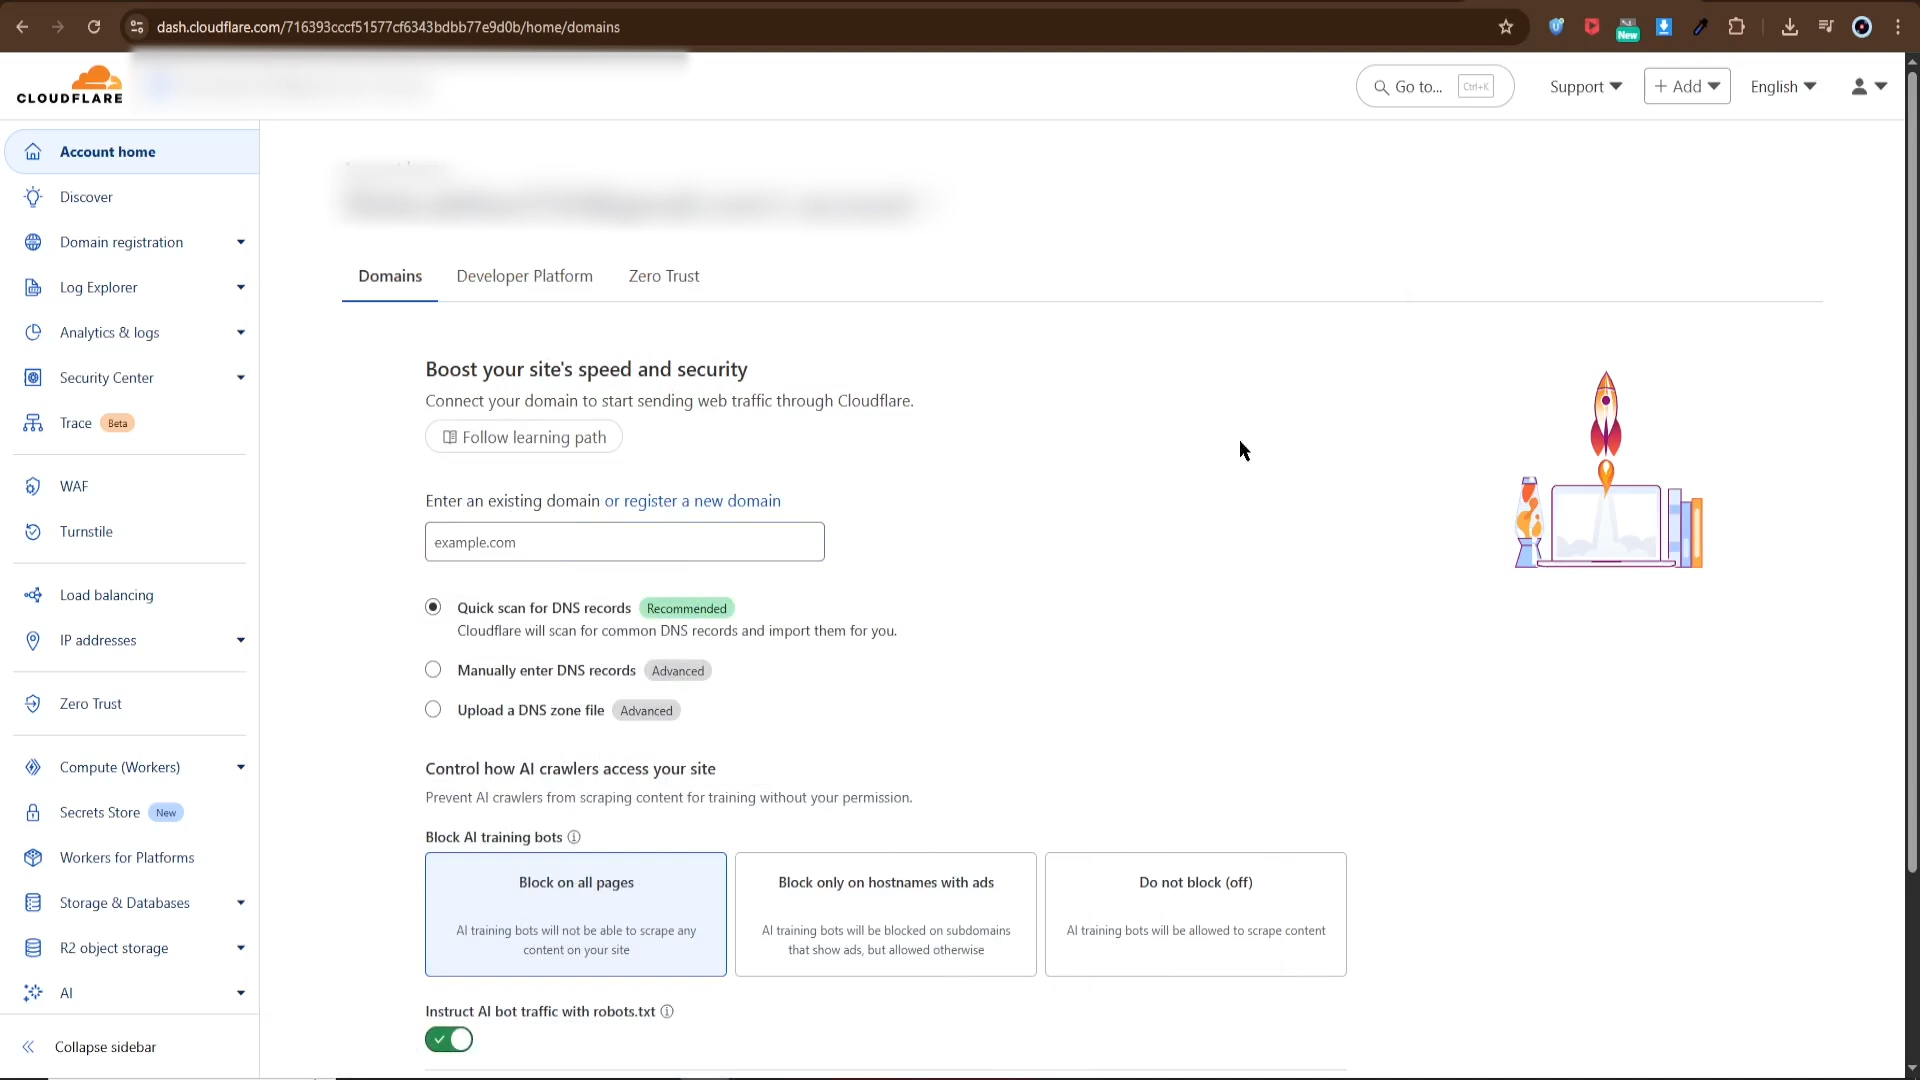 dash.cloudflare.com/716393cccf51577cf6343bdbb77e9d0b/home/domains
New
CLOUDFLARE
Go to...
Ctrl+K
Support
+ Add
English
Account home
Discover
Domain registration
Log Explorer
Analytics & logs
Security Center
Trace Beta
WAF
Turnstile
Load balancing
IP addresses
Zero Trust
Compute (Workers)
Secrets Store New
Workers for Platforms
Storage & Databases
R2 object storage
AI
Collapse sidebar
Domains
Developer Platform
Zero Trust
Boost your site's speed and security
Connect your domain to start sending web traffic through Cloudflare.
Follow learning path
Enter an existing domain or register a new domain
example.com
Quick scan for DNS records Recommended
Cloudflare will scan for common DNS records and import them for you.
Manually enter DNS records Advanced
Upload a DNS zone file Advanced
Control how AI crawlers access your site
Prevent AI crawlers from scraping content for training without your permission.
Block AI training bots
Block on all pages
AI training bots will not be able to scrape any
content on your site
Block only on hostnames with ads
AI training bots will be blocked on subdomains
that show ads, but allowed otherwise
Do not block (off)
AI training bots will be allowed to scrape content
Instruct AI bot traffic with robots.txt